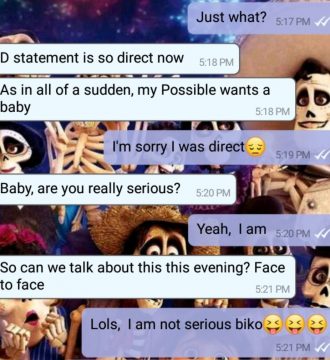 Just what? 5:17 PM
D statement is so direct now 5:18 PM
As in all of a sudden, my Possible wants a
baby 5:18 PM
I'm sorry I was direct😔 5:19 PM
Baby, are you really serious? 5:20 PM
Yeah, I am 5:20 PM
So can we talk about this this evening? Face
to face 5:21 PM
Lols, I am not serious biko😝😝😝
5:21 PM